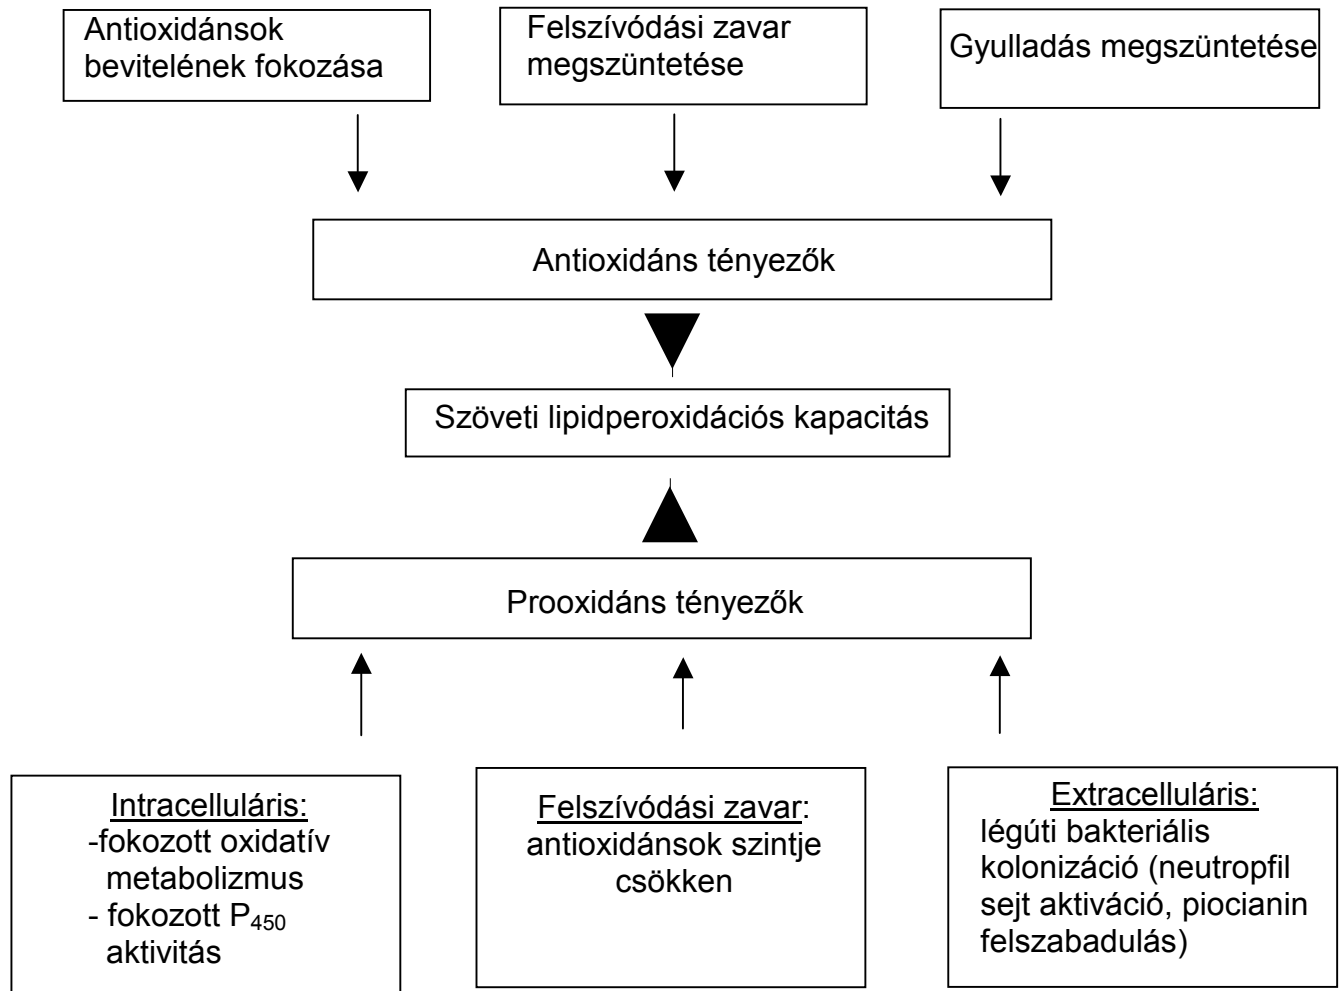 Antioxidánsok
bevitelének fokozása
Felszívódási zavar
megszüntetése
Gyulladás megszüntetése
Antioxidáns tényezők
Szöveti lipidperoxidációs kapacitás
Prooxidáns tényezők
Intracelluláris:
-fokozott oxidatív
metabolizmus
- fokozott P450
aktivitás
Felszívódási zavar:
antioxidánsok szintje
csökken
Extracelluláris:
légúti bakteriális
kolonizáció (neutropfil
sejt aktiváció, piocianin
felszabadulás)